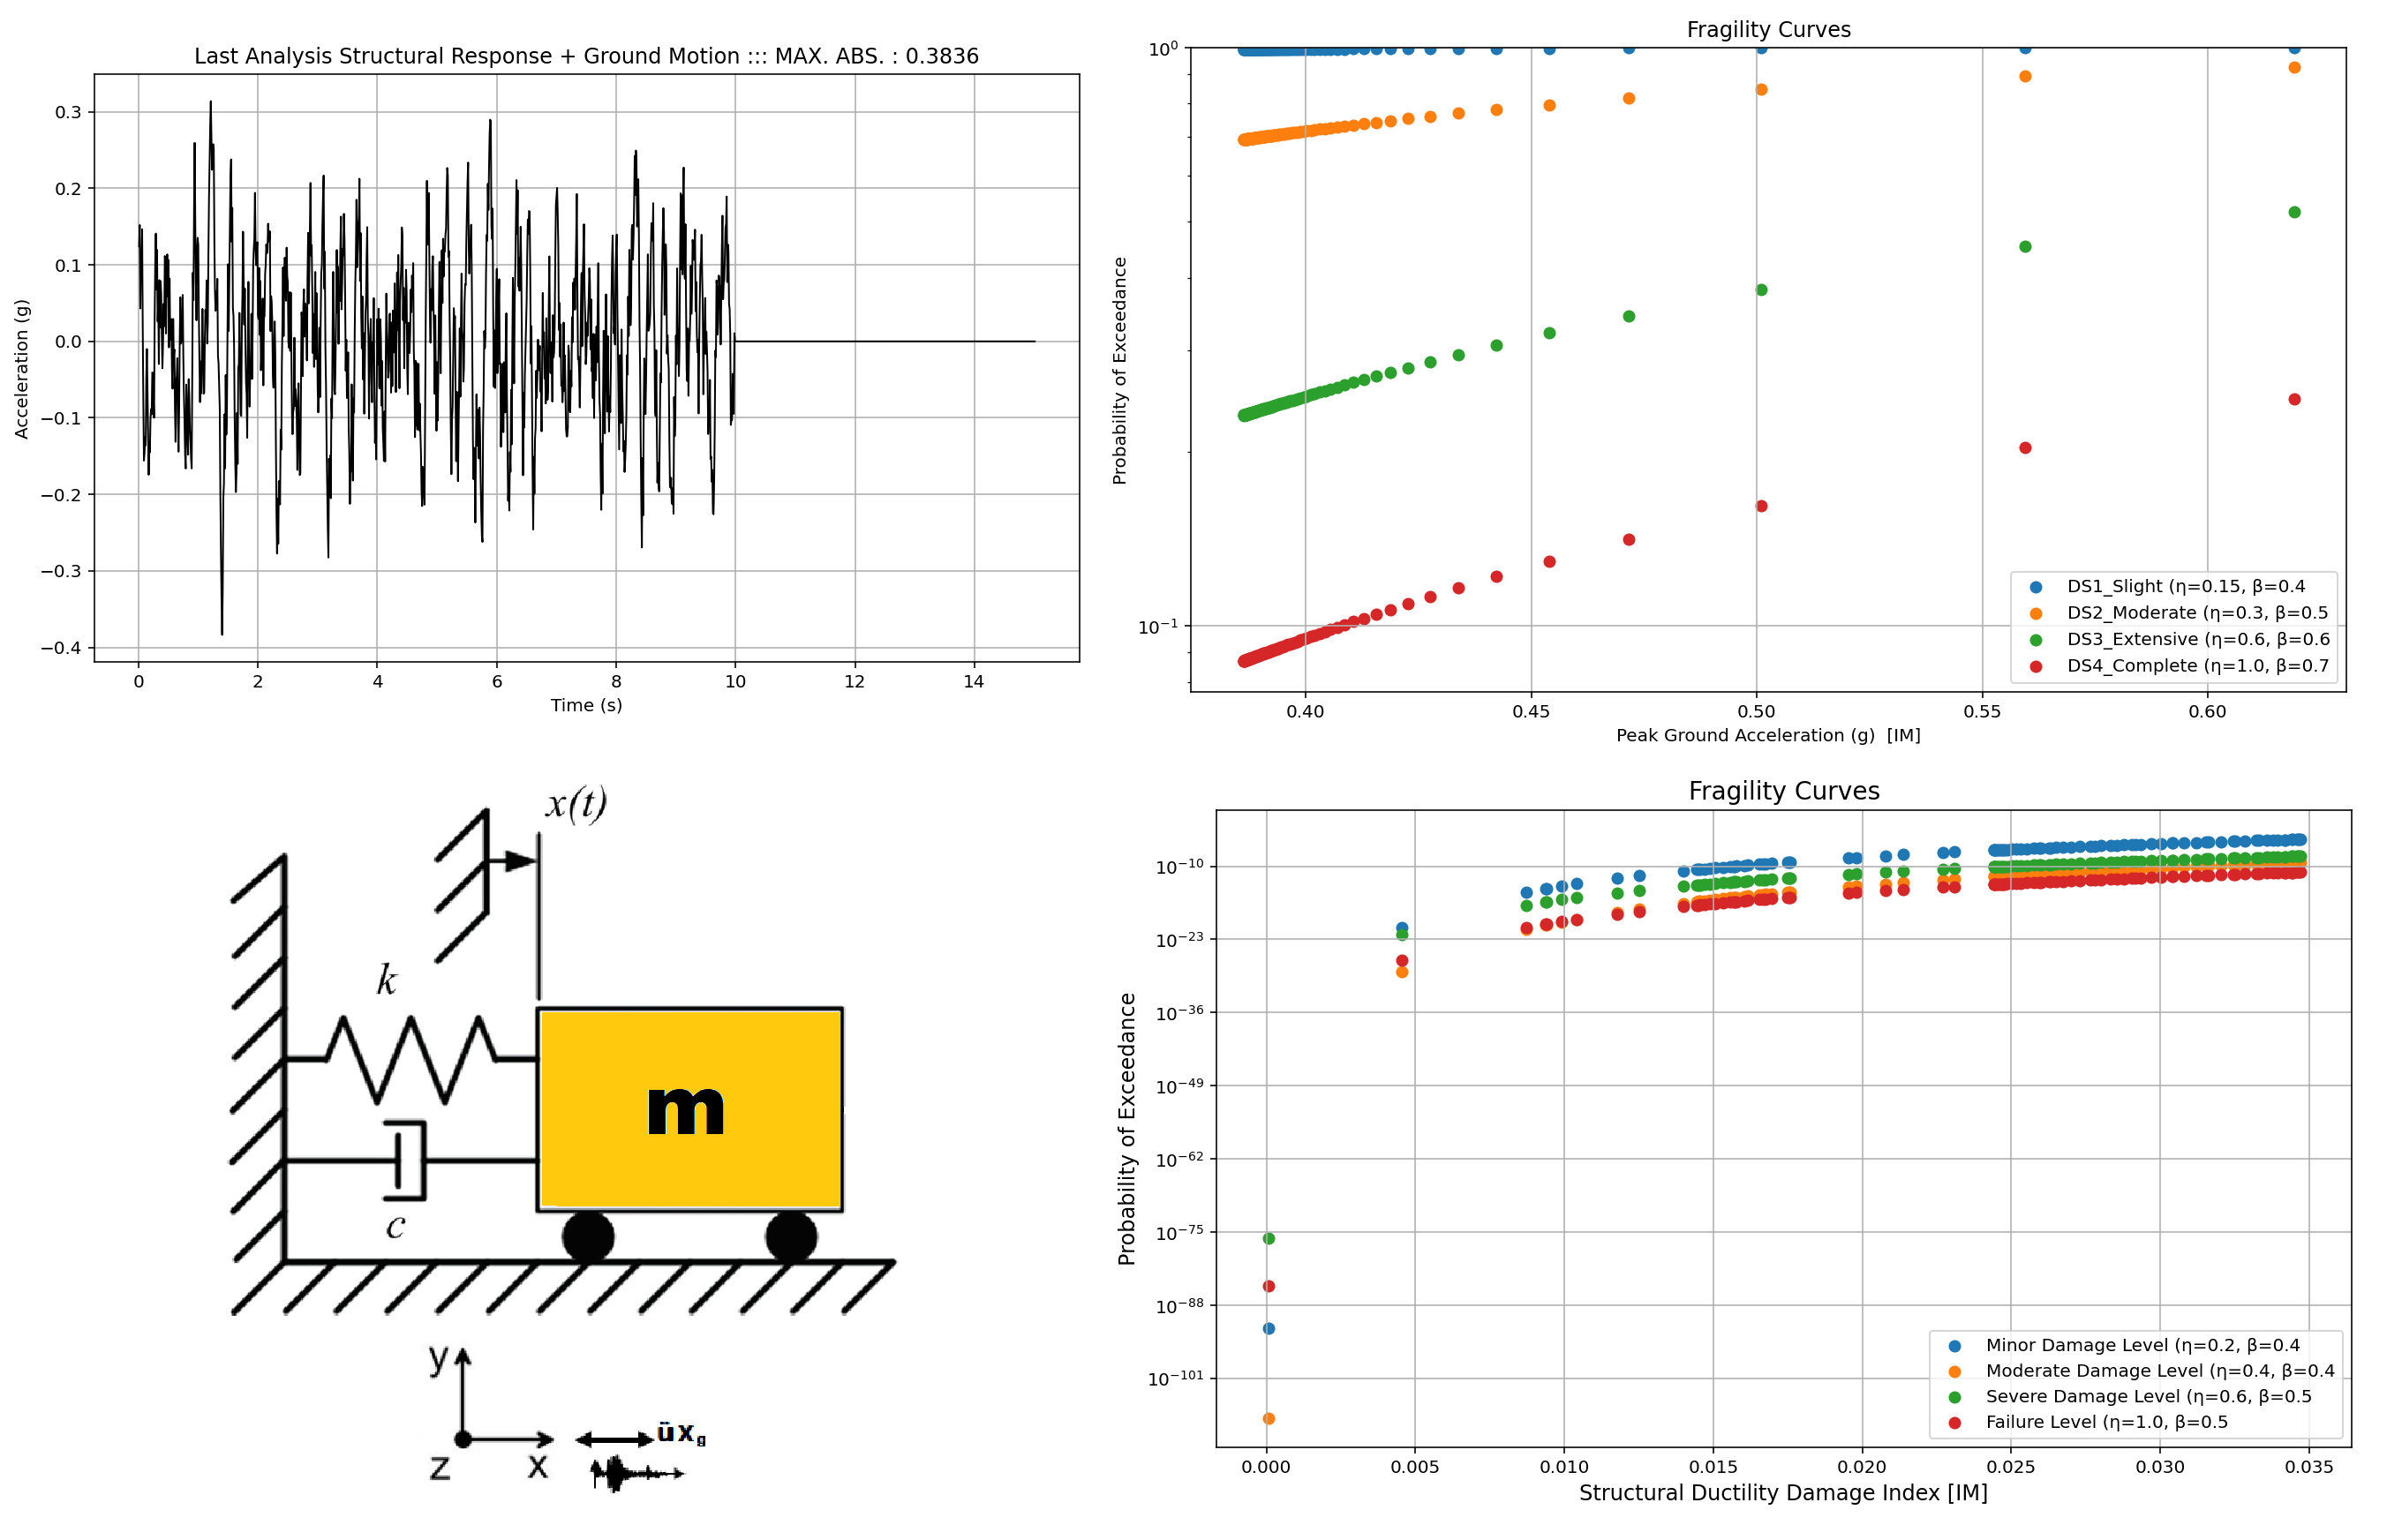 Last Analysis Structural Response + Ground Motion ::: MAX. ABS. : 0.3836
Acceleration (g)
0.3
0.2
0.1
0.0
−0.1
−0.2
−0.3
−0.4
0 2 4 6 8 10 12 14
Time (s)
Fragility Curves
Probability of Exceedance
10⁰
10⁻¹
DS1_Slight (η=0.15, β=0.4
DS2_Moderate (η=0.3, β=0.5
DS3_Extensive (η=0.6, β=0.6
DS4_Complete (η=1.0, β=0.7
0.40 0.45 0.50 0.55 0.60
Peak Ground Acceleration (g) [IM]
x(t)
k
m
c
y
z
x
üx₉
Fragility Curves
Probability of Exceedance
10⁻¹⁰
10⁻²³
10⁻³⁶
10⁻⁴⁹
10⁻⁶²
10⁻⁷⁵
10⁻⁸⁸
10⁻¹⁰¹
Minor Damage Level (η=0.2, β=0.4
Moderate Damage Level (η=0.4, β=0.4
Severe Damage Level (η=0.6, β=0.5
Failure Level (η=1.0, β=0.5
0.000 0.005 0.010 0.015 0.020 0.025 0.030 0.035
Structural Ductility Damage Index [IM]